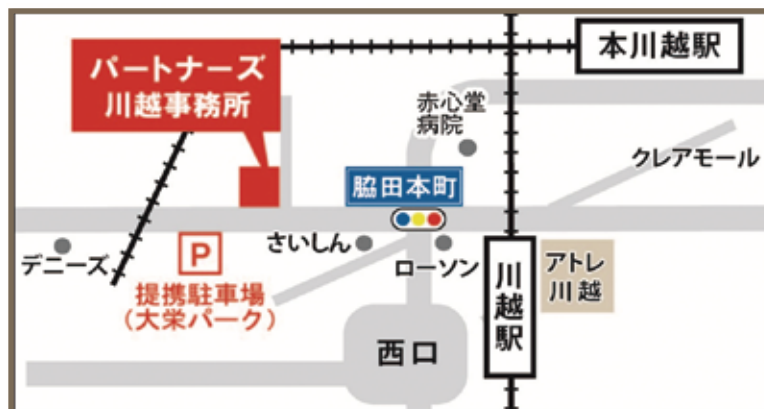 パートナーズ
川越事務所
本川越駅
赤心堂
病院
クレアモール
脇田本町
デニーズ
P
さいしん
ローソン
川越駅
アトレ
川越
提携駐車場
(大栄パーク)
西口